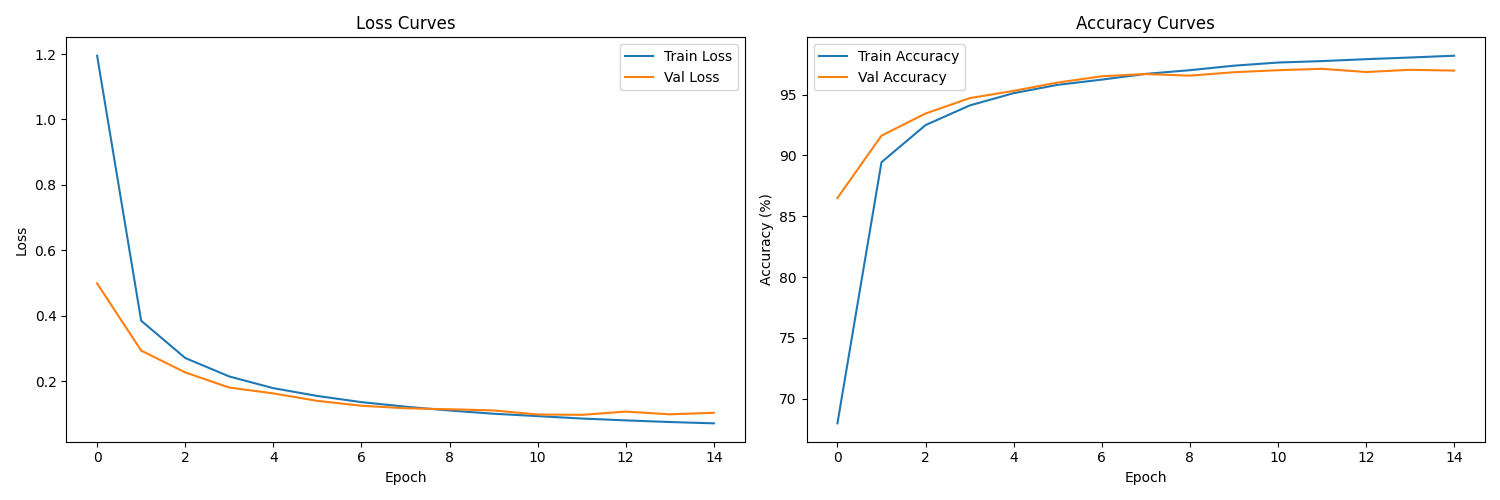 Loss Curves
Train Loss
Val Loss
1.2
1.0
0.8
0.6
0.4
0.2
Loss
0 2 4 6 8 10 12 14
Epoch
Accuracy Curves
Train Accuracy
Val Accuracy
95
90
85
80
75
70
Accuracy (%)
0 2 4 6 8 10 12 14
Epoch